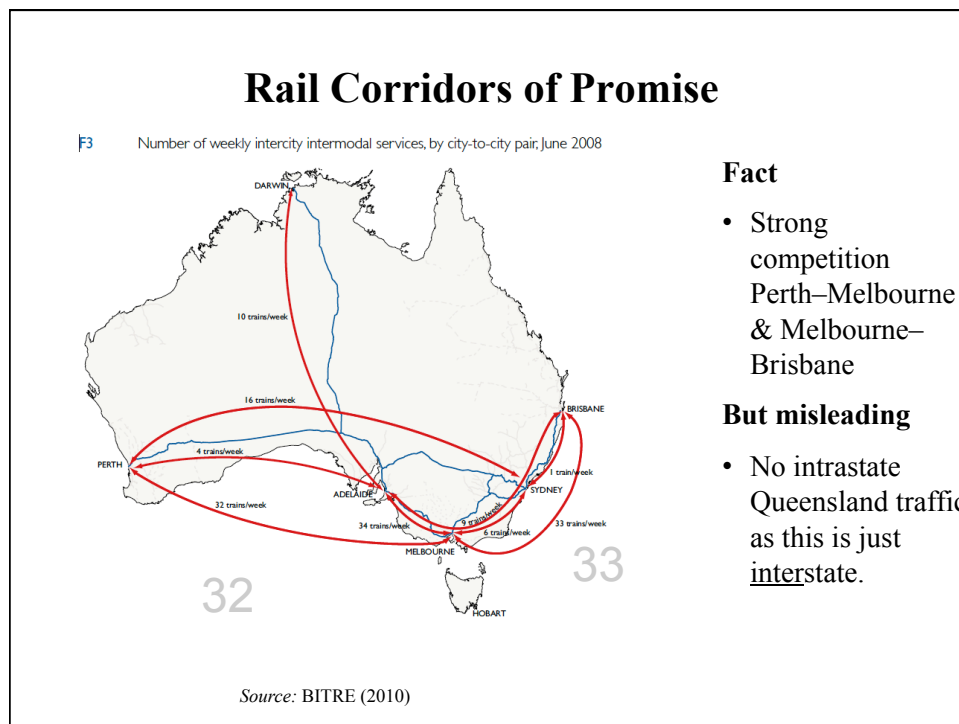 Rail Corridors of Promise
F3 Number of weekly intercity intermodal services, by city-to-city pair, June 2008
DARWIN
10 trains/week
16 trains/week
BRISBANE
4 trains/week
PERTH
1 train/week
ADELAIDE
SYDNEY
32 trains/week
9 trains/week
34 trains/week
6 trains/week
33 trains/week
MELBOURNE
32
33
HOBART
Fact
• Strong
competition
Perth–Melbourne
& Melbourne–
Brisbane
But misleading
• No intrastate
Queensland traffic
as this is just
interstate.
Source: BITRE (2010)